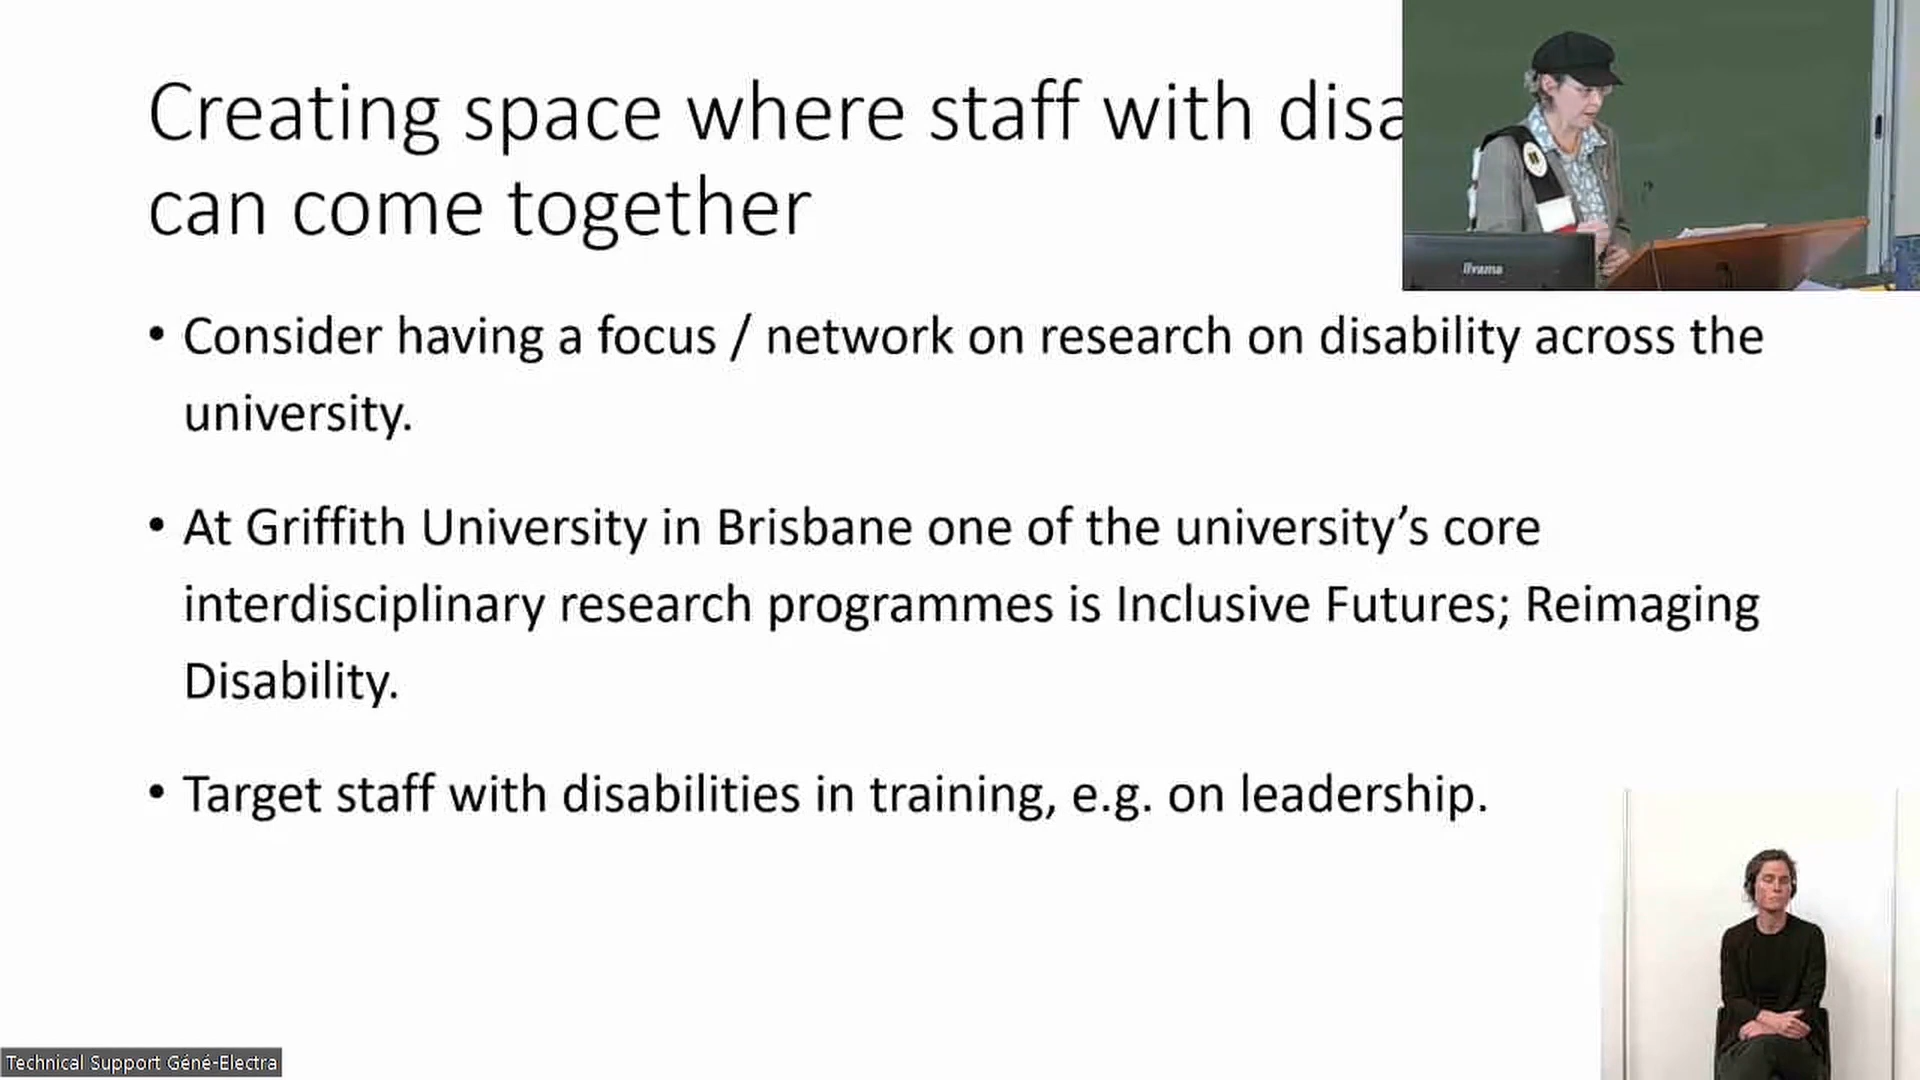 Creating space where staff with disa
can come together
• Consider having a focus / network on research on disability across the
university.
• At Griffith University in Brisbane one of the university’s core
interdisciplinary research programmes is Inclusive Futures; Reimaging
Disability.
• Target staff with disabilities in training, e.g. on leadership.
iiyama
Technical Support Géné-Electra